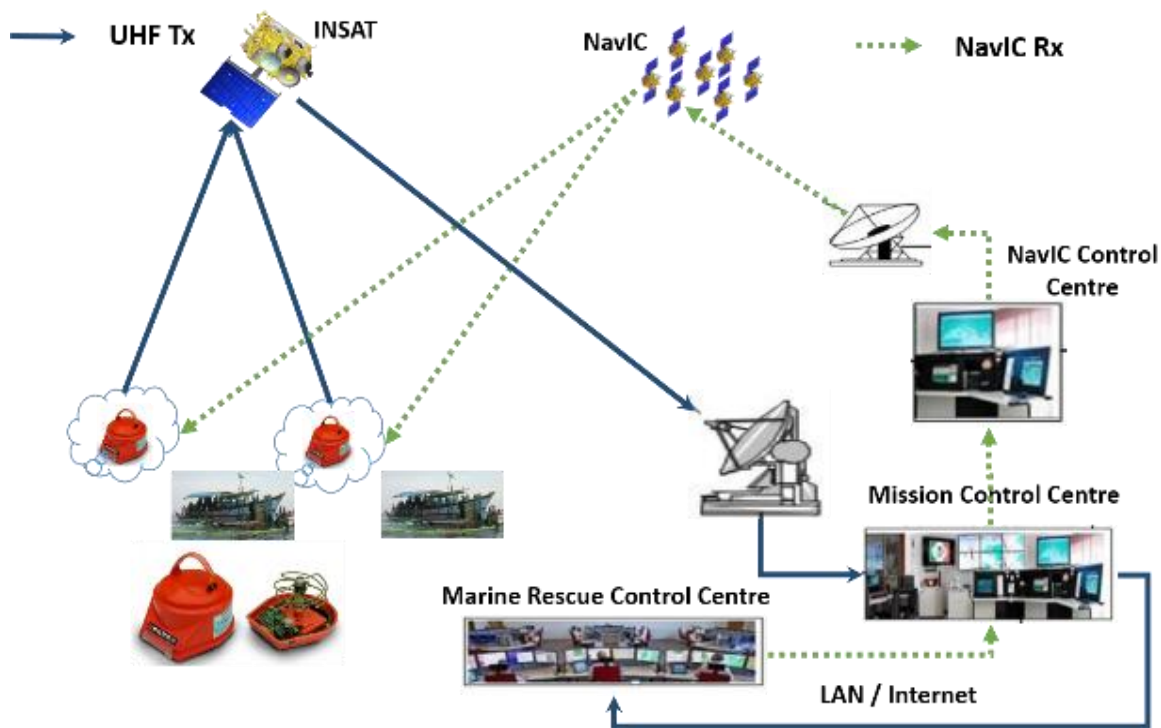 UHF Tx
INSAT
NavIC
NavIC Rx
NavIC Control
Centre
Mission Control Centre
Marine Rescue Control Centre
LAN / Internet